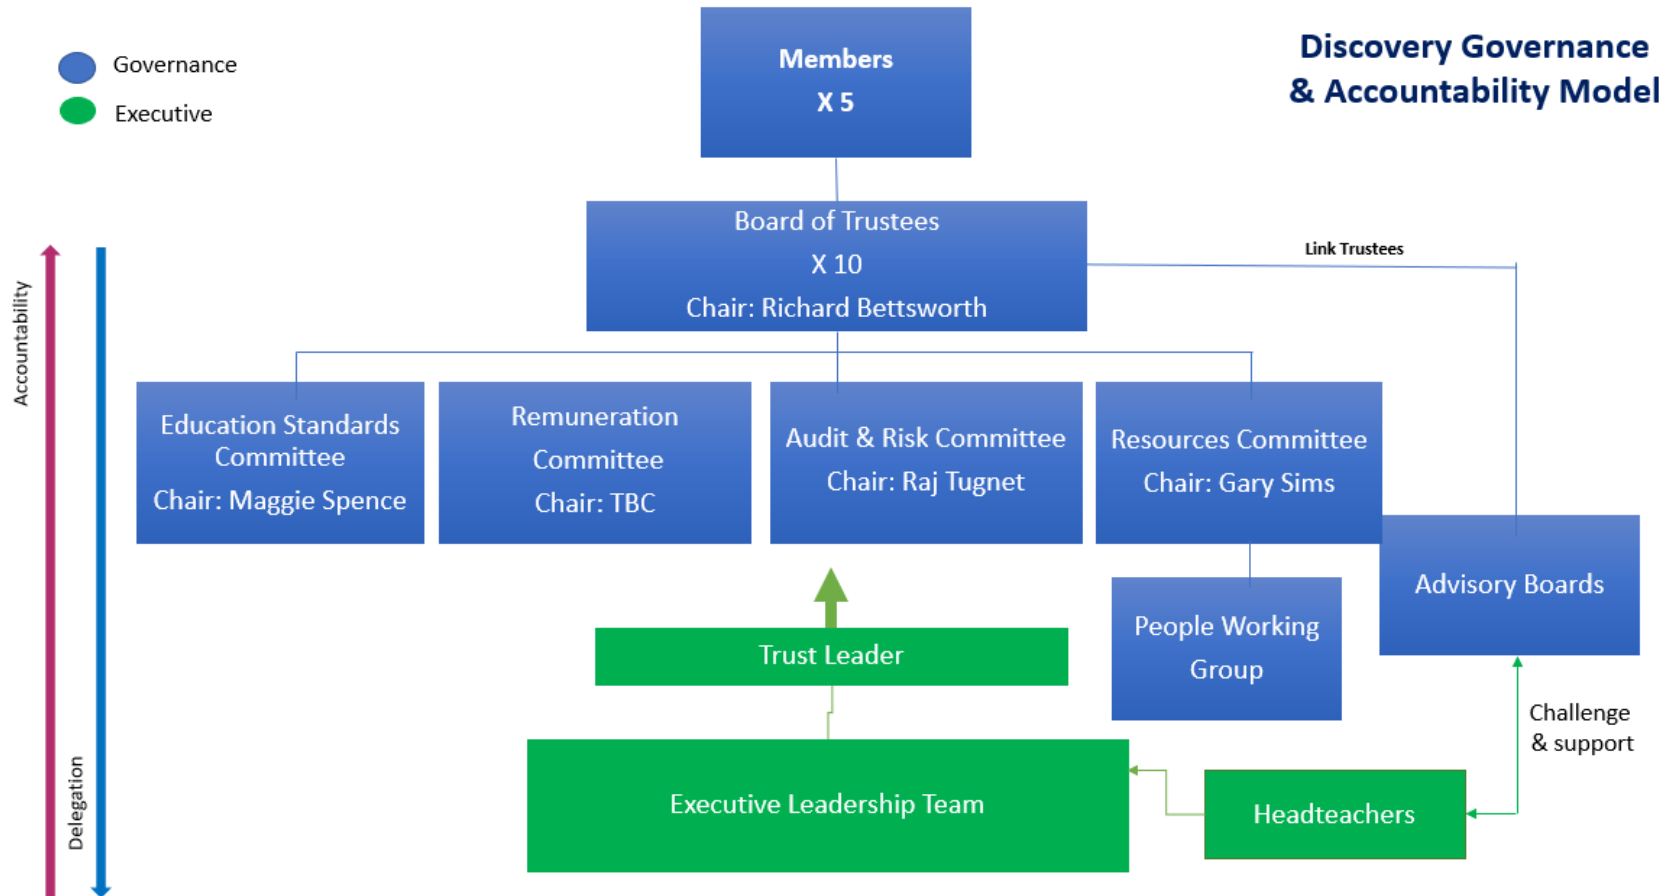 Governance
Executive
Members
X 5
Discovery Governance
& Accountability Model
Board of Trustees
X 10
Chair: Richard Bettsworth
Link Trustees
Accountability
Delegation
Education Standards
Committee
Chair: Maggie Spence
Remuneration
Committee
Chair: TBC
Audit & Risk Committee
Chair: Raj Tugnet
Resources Committee
Chair: Gary Sims
Advisory Boards
People Working
Group
Trust Leader
Challenge
& support
Executive Leadership Team
Headteachers